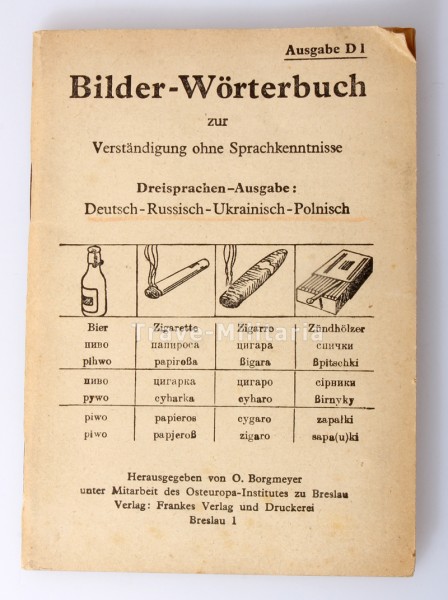 Ausgabe D 1
Bilder-Wörterbuch
zur
Verständigung ohne Sprachkenntnisse
Dreisprachen-Ausgabe:
Deutsch-Russisch-Ukrainisch-Polnisch
Bier Zigarette Zigarre Zündhölzer
Trave-Militaria
пиво папироса цигара спички
pihwo papiroßa ßigara ßpitschki
пиво цигарка цигаро сірники
pywo cyharka cyharo ßirnyky
piwo papieros cygaro zapałki
piwo papjeroß zigaro sapa(u)ki
Herausgegeben von O. Borgmeyer
unter Mitarbeit des Osteuropa-Institutes zu Breslau
Verlag: Frankes Verlag und Druckerei
Breslau 1